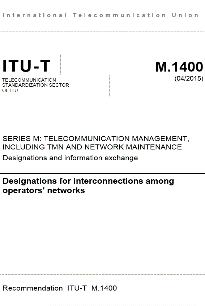 International Telecommunication Union
ITU-T
M.1400
TELECOMMUNICATION
STANDARDIZATION SECTOR
OF ITU
(04/2015)
SERIES M: TELECOMMUNICATION MANAGEMENT,
INCLUDING TMN AND NETWORK MAINTENANCE
Designations and information exchange
Designations for interconnections among
operators' networks
Recommendation ITU-T M.1400